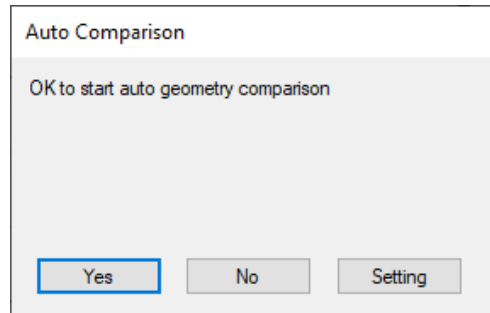 Auto Comparison
OK to start auto geometry comparison
Yes No Setting